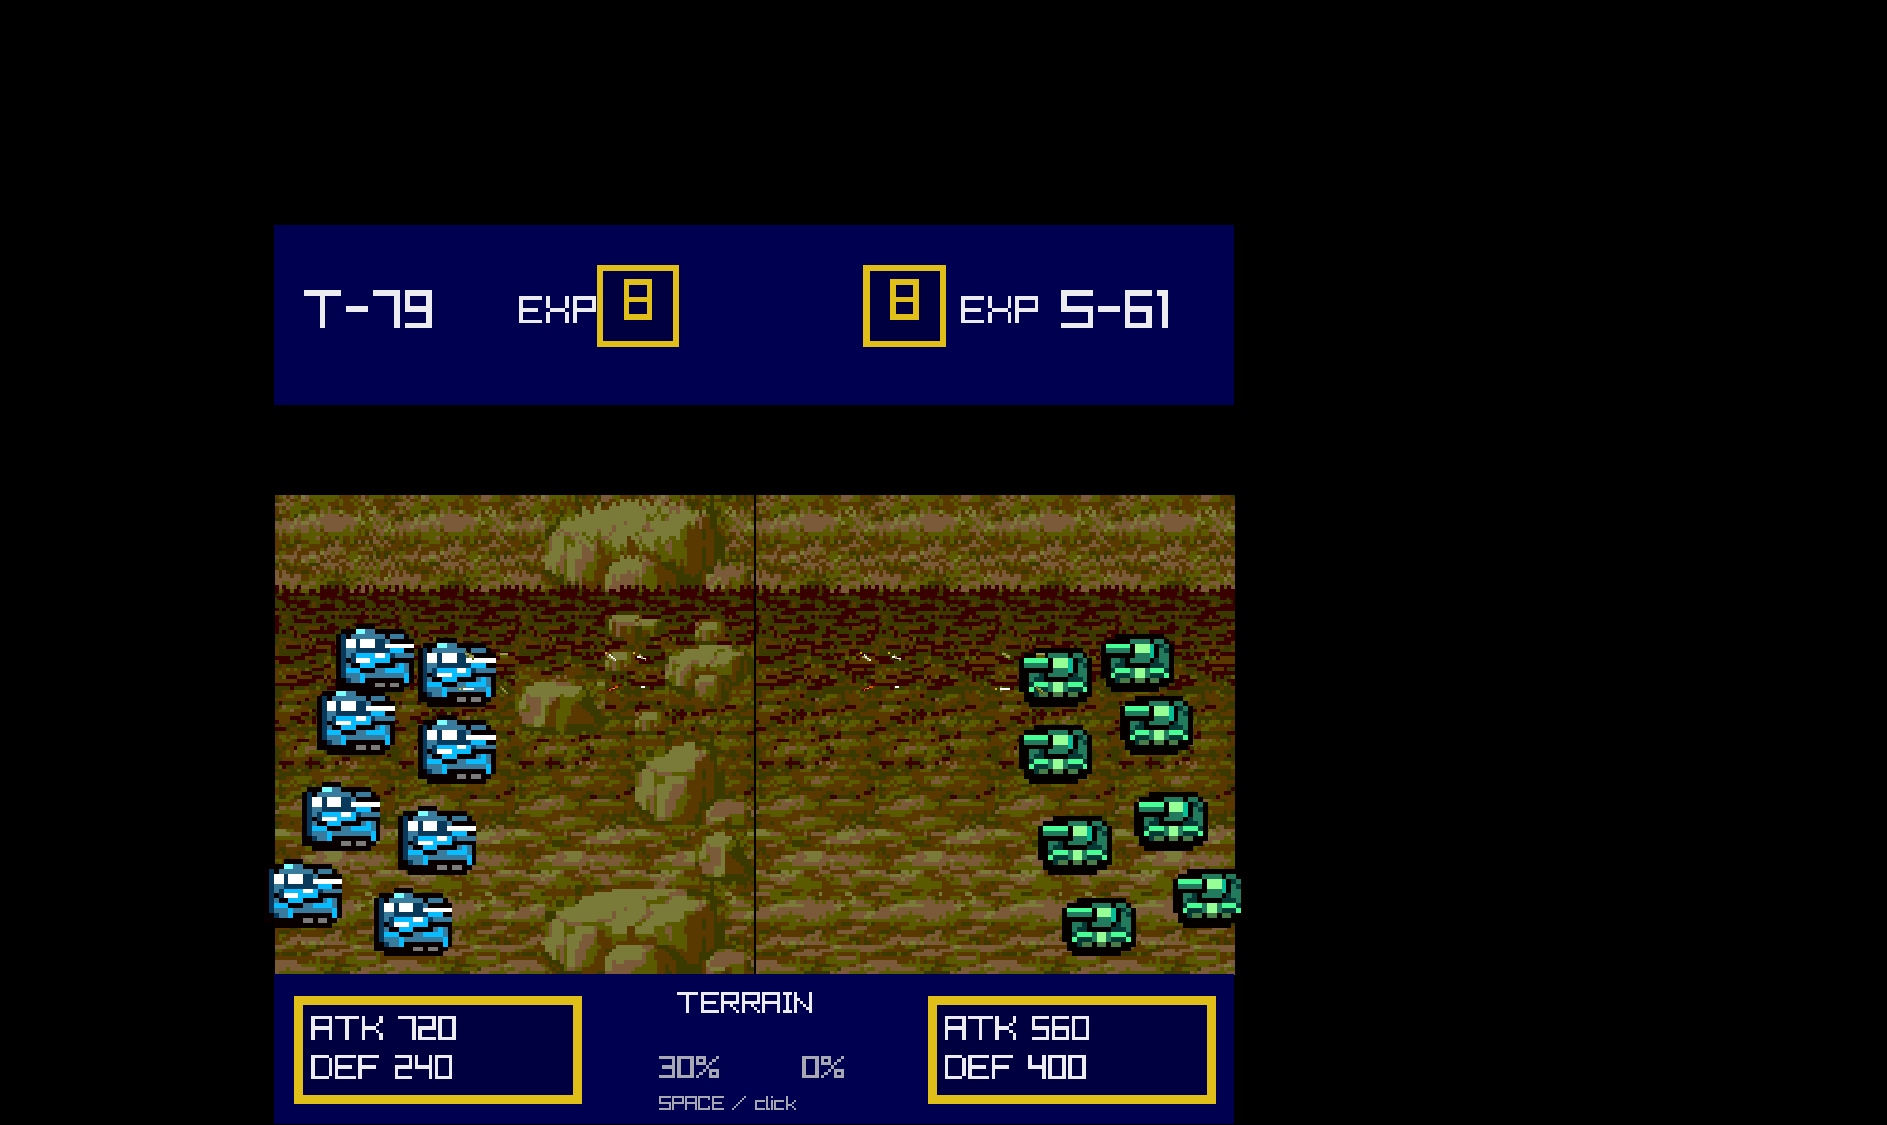 T-79 EXP 8 8 EXP S-61
TERRAIN
ATK 720
DEF 240
30% 0%
SPACE / click
ATK 560
DEF 400